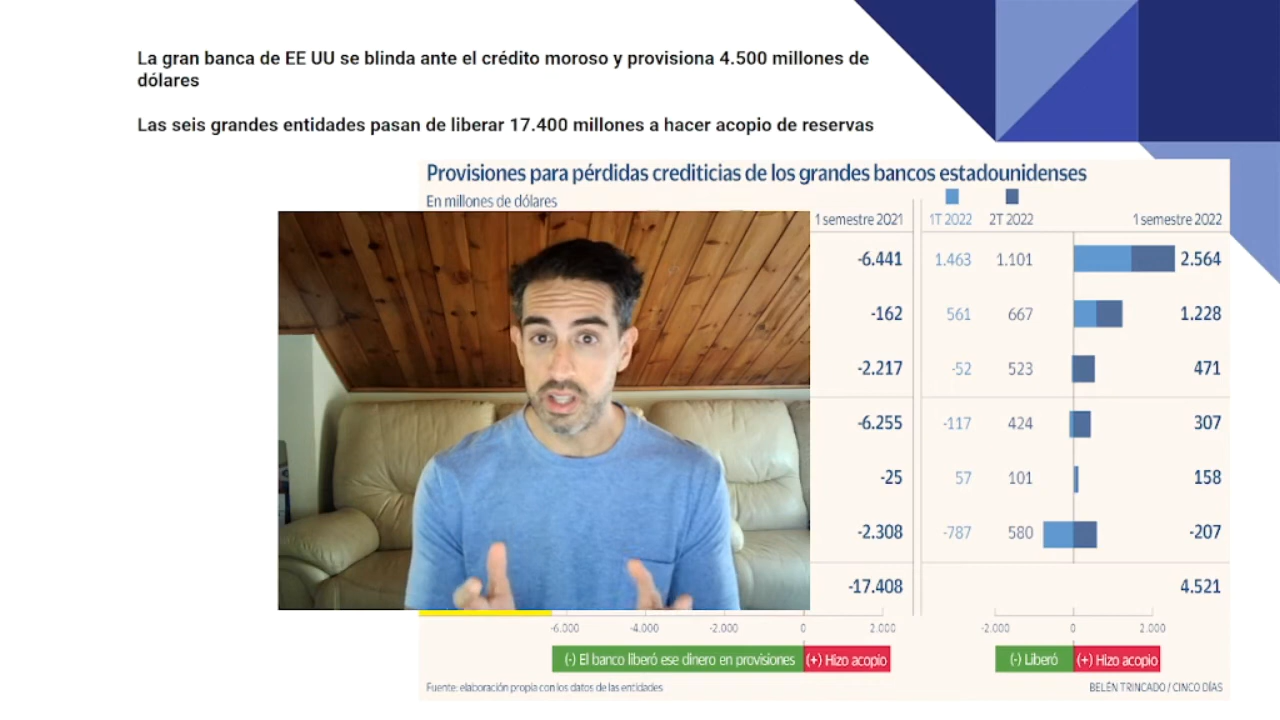 La gran banca de EE UU se blinda ante el crédito moroso y provisiona 4.500 millones de
dólares
Las seis grandes entidades pasan de liberar 17.400 millones a hacer acopio de reservas
Provisiones para pérdidas crediticias de los grandes bancos estadounidenses
En millones de dólares
1 semestre 2021 1T 2022 2T 2022 1 semestre 2022
-6.441 1.463 1.101 2.564
-162 561 667 1.228
-2.217 -52 523 471
-6.255 -117 424 307
-25 57 101 158
-2.308 -787 580 -207
-17.408 4.521
-6.000 -4.000 -2.000 0 2.000 -2.000 0 2.000
(-) El banco liberó ese dinero en provisiones (+) Hizo acopio (-) Liberó (+) Hizo acopio
Fuente: elaboración propia con los datos de las entidades BELÉN TRINCADO / CINCO DÍAS